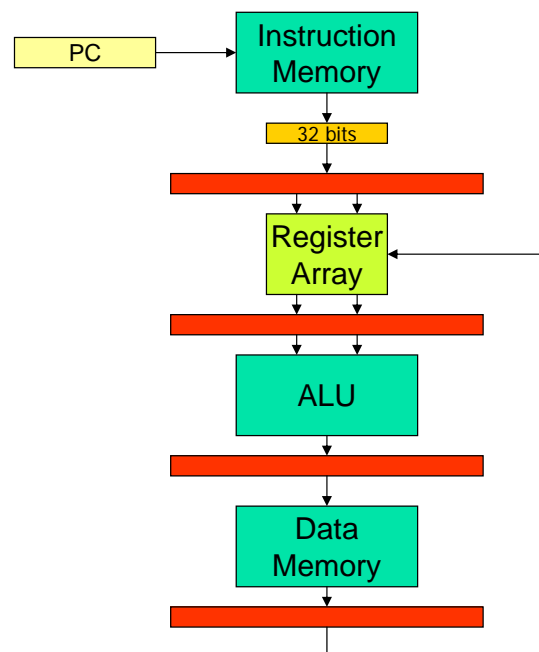 PC
Instruction
Memory
32 bits
Register
Array
ALU
Data
Memory